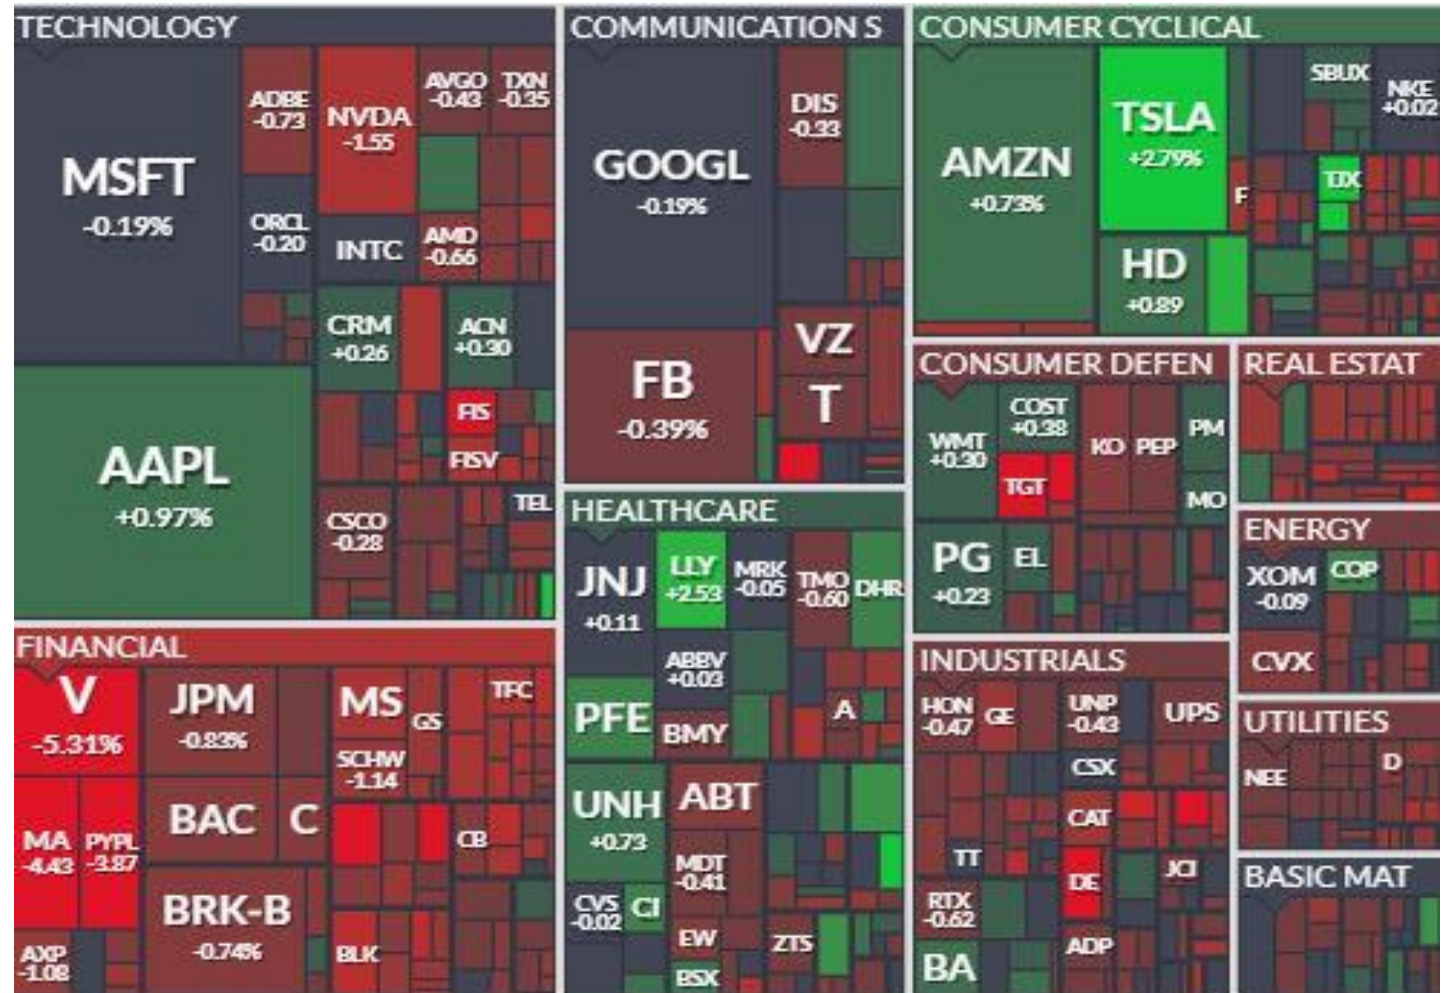 TECHNOLOGY
MSFT
-0.19%
ADBE
-0.73
ORCL
-0.20
NVDA
-1.55
AVGO
-0.43
TXN
-0.35
INTC
AMD
-0.66
CRM
+0.26
ACN
+0.30
AAPL
+0.97%
FIS
FISV
CSCO
-0.28
TEL
COMMUNICATION S
GOOGL
-0.19%
DIS
-0.33
FB
-0.39%
VZ
T
CONSUMER CYCLICAL
AMZN
+0.73%
TSLA
+2.79%
F
HD
+0.89
SBUX
NKE
+0.02
TJX
CONSUMER DEFEN
WMT
+0.30
COST
+0.38
TGT
KO
PEP
PM
MO
PG
+0.23
EL
REAL ESTAT
ENERGY
XOM
-0.09
COP
CVX
UTILITIES
NEE
D
BASIC MAT
HEALTHCARE
JNJ
+0.11
LLY
+2.53
MRK
-0.05
TMO
-0.60
DHR
ABBV
+0.03
PFE
BMY
A
UNH
+0.73
ABT
MDT
-0.41
CVS
-0.02
CI
EW
BSX
ZTS
INDUSTRIALS
HON
-0.47
GE
UNP
-0.43
UPS
CSX
CAT
TT
DE
JCI
RTX
-0.62
BA
ADP
FINANCIAL
V
-5.31%
MA
-4.43
PYPL
-3.87
AXP
-1.08
JPM
-0.83%
BAC
C
BRK-B
-0.74%
MS
GS
SCHW
-1.14
TFC
CB
BLK